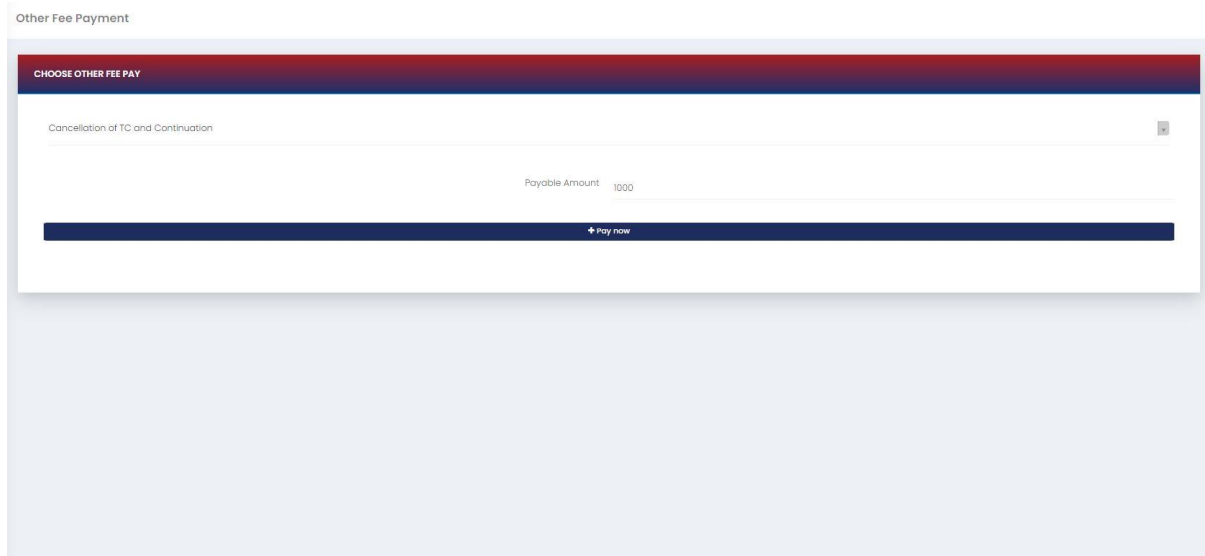 Other Fee Payment
CHOOSE OTHER FEE PAY
Cancellation of TC and Continuation
Payable Amount 1000
+ Pay now